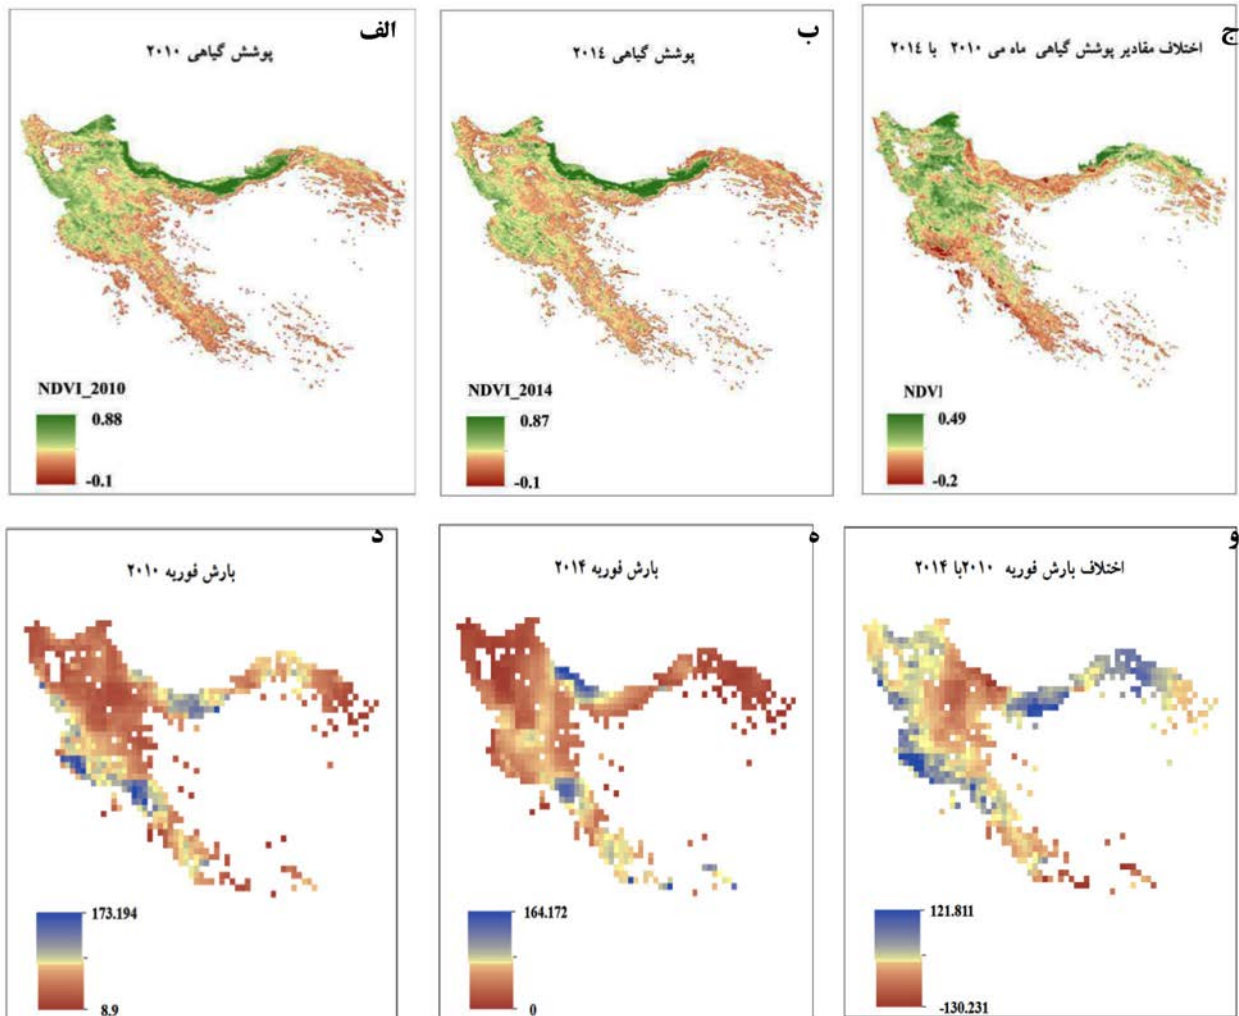 الف
پوشش گیاهی ۲۰۱۰
NDVI_2010
0.88
-0.1
ب
پوشش گیاهی ۲۰۱٤
NDVI_2014
0.87
-0.1
ج
اختلاف مقادیر پوشش گیاهی ماه می ۲۰۱۰ با ۲۰۱٤
NDVI
0.49
-0.2
د
بارش فوریه ۲۰۱۰
173.194
8.9
ه
بارش فوریه ۲۰۱۴
164.172
0
و
اختلاف بارش فوریه ۲۰۱۰با ۲۰۱۴
121.811
-130.231